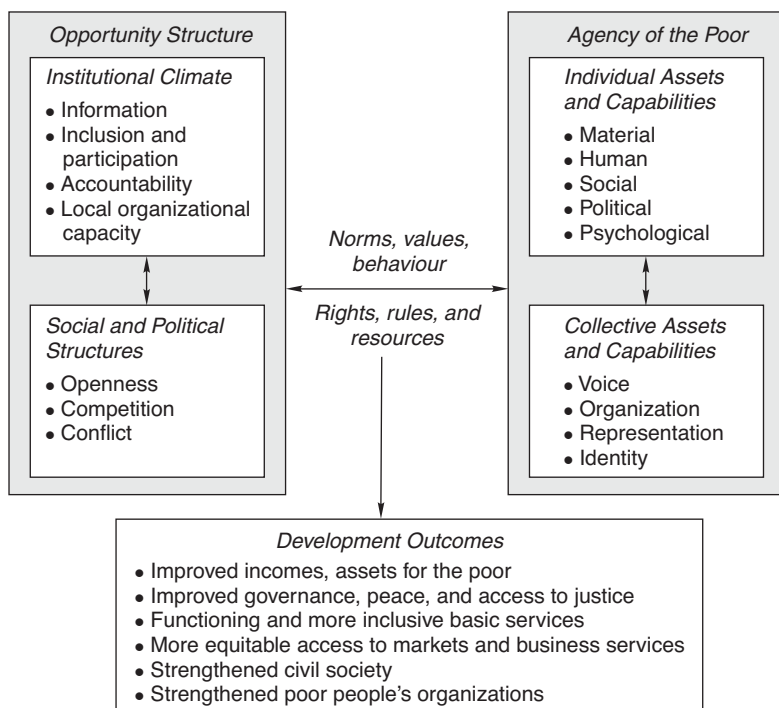 Opportunity Structure
Institutional Climate
• Information
• Inclusion and
participation
• Accountability
• Local organizational
capacity
Social and Political
Structures
• Openness
• Competition
• Conflict
Norms, values,
behaviour
Rights, rules, and
resources
Agency of the Poor
Individual Assets
and Capabilities
• Material
• Human
• Social
• Political
• Psychological
Collective Assets
and Capabilities
• Voice
• Organization
• Representation
• Identity
Development Outcomes
• Improved incomes, assets for the poor
• Improved governance, peace, and access to justice
• Functioning and more inclusive basic services
• More equitable access to markets and business services
• Strengthened civil society
• Strengthened poor people's organizations